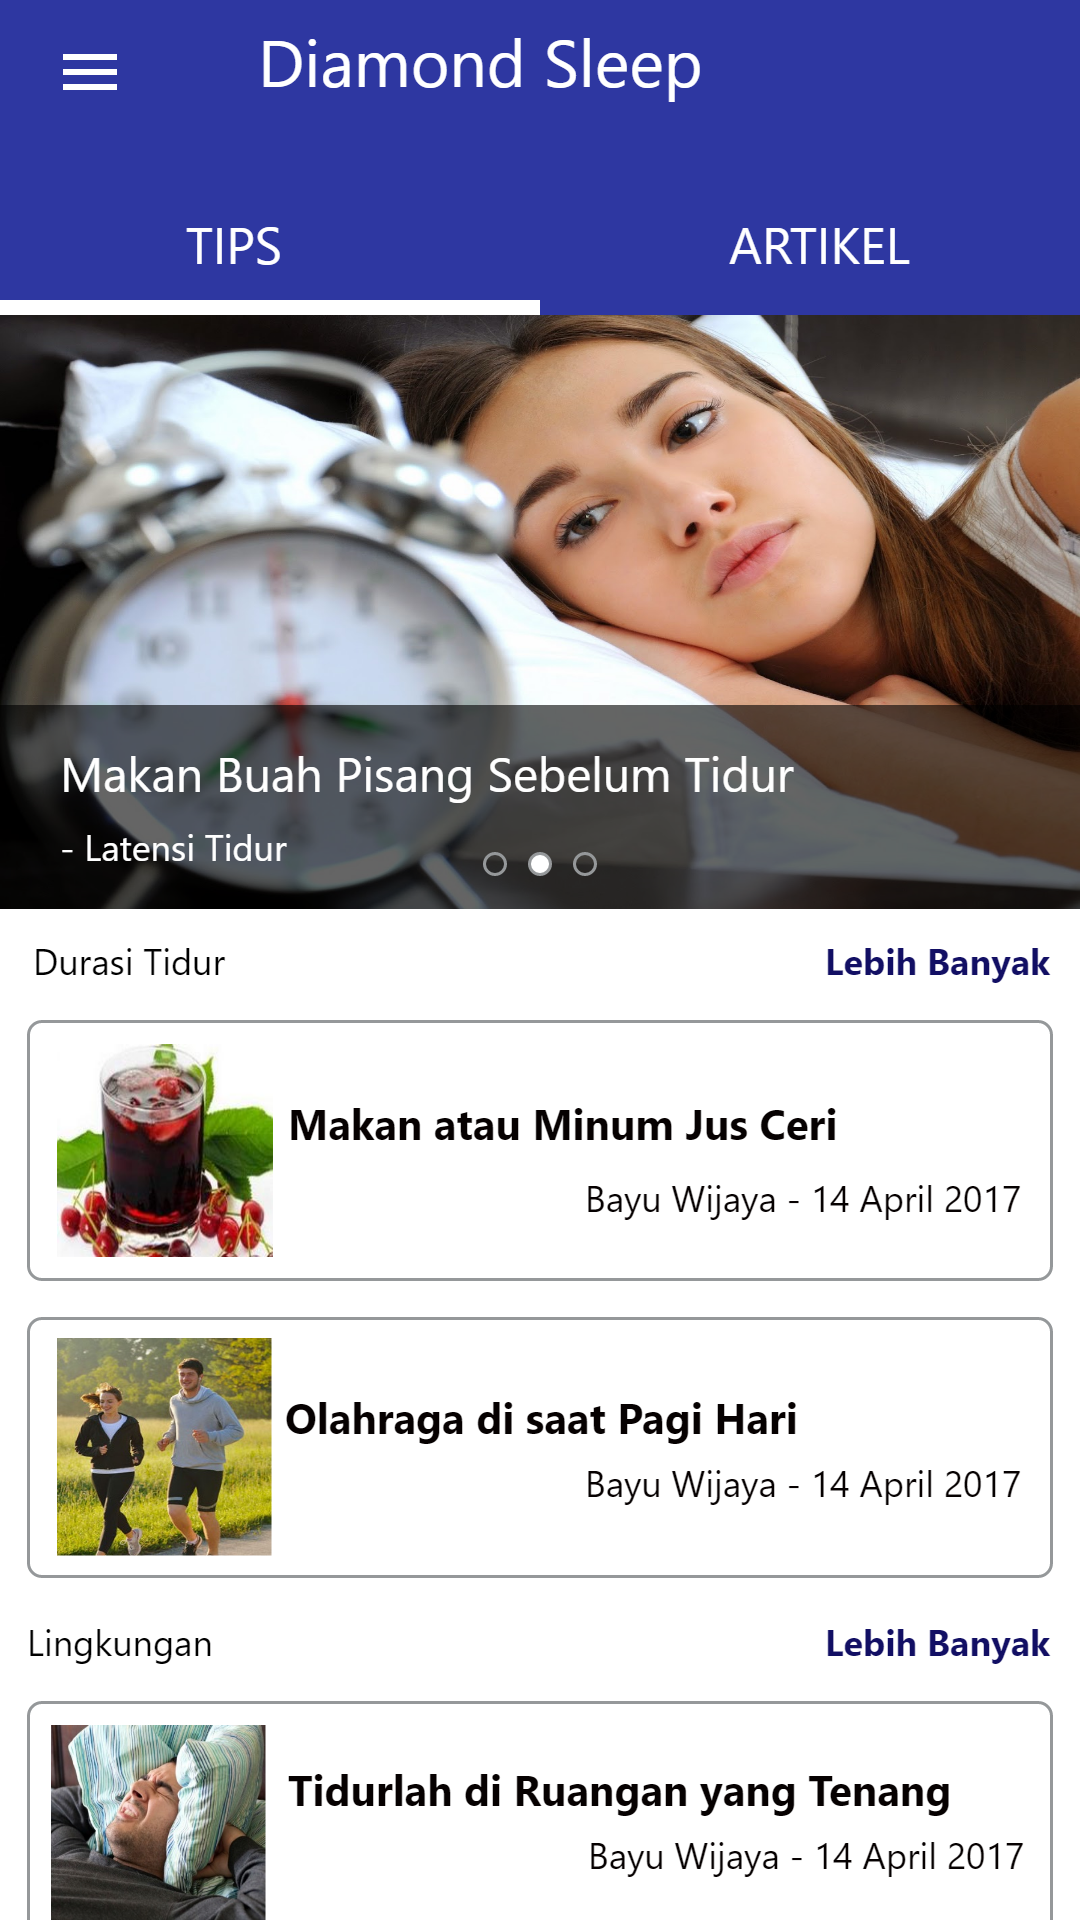 Diamond Sleep
TIPS
ARTIKEL
Makan Buah Pisang Sebelum Tidur
- Latensi Tidur
Durasi Tidur
Lebih Banyak
Makan atau Minum Jus Ceri
Bayu Wijaya - 14 April 2017
Olahraga di saat Pagi Hari
Bayu Wijaya - 14 April 2017
Lingkungan
Lebih Banyak
Tidurlah di Ruangan yang Tenang
Bayu Wijaya - 14 April 2017